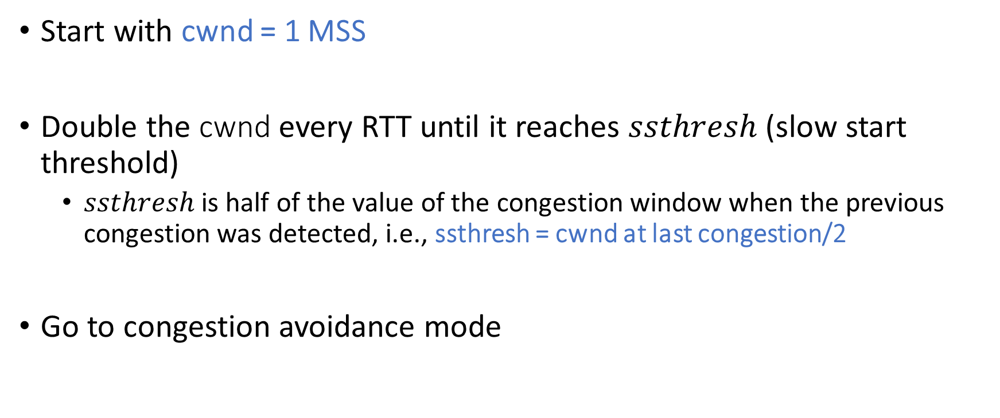 • Start with cwnd = 1 MSS
• Double the cwnd every RTT until it reaches ssthresh (slow start
threshold)
• ssthresh is half of the value of the congestion window when the previous
congestion was detected, i.e., ssthresh = cwnd at last congestion/2
• Go to congestion avoidance mode